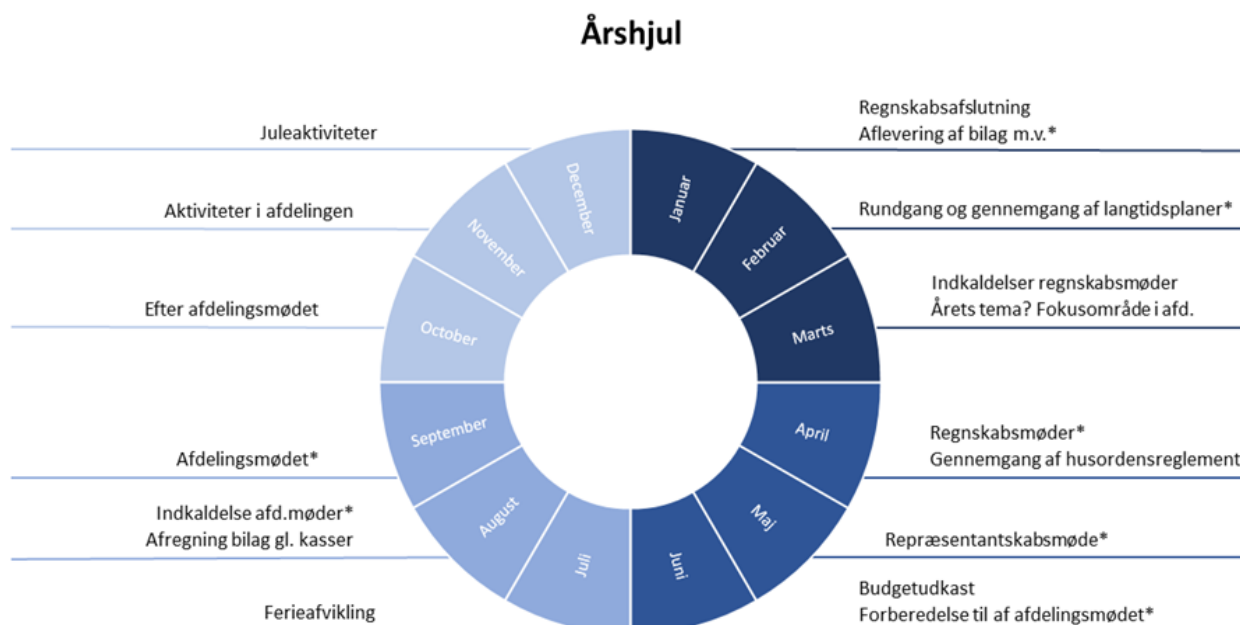 Årshjul
Regnskabsafslutning
Aflevering af bilag m.v.*
Rundgang og gennemgang af langtidsplaner*
Indkaldelser regnskabsmøder
Årets tema? Fokusområde i afd.
Regnskabsmøder*
Gennemgang af husordensreglement
Repræsentantskabsmøde*
Budgetudkast
Forberedelse til af afdelingsmødet*
Juleaktiviteter
Aktiviteter i afdelingen
Efter afdelingsmødet
Afdelingsmødet*
Indkaldelse afd.møder*
Afregning bilag gl. kasser
Ferieafvikling
Januar
Februar
Marts
April
Maj
Juni
Juli
August
September
October
November
December